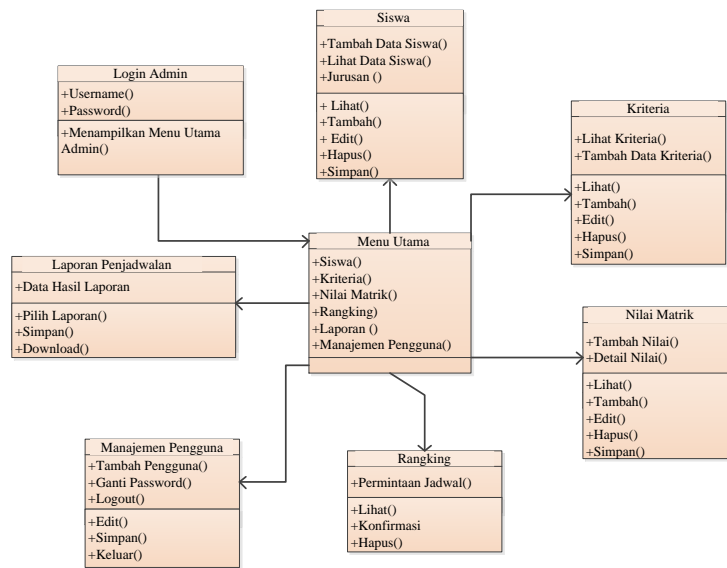 Siswa
+Tambah Data Siswa()
+Lihat Data Siswa()
+Jurusan ()
+ Lihat()
+Tambah()
+ Edit()
+Hapus()
+Simpan()
Login Admin
+Username()
+Password()
+Menampilkan Menu Utama
Admin()
Kriteria
+Lihat Kriteria()
+Tambah Data Kriteria()
+Lihat()
+Tambah()
+Edit()
+Hapus()
+Simpan()
Menu Utama
+Siswa()
+Kriteria()
+Nilai Matrik()
+Rangking)
+Laporan ()
+Manajemen Pengguna()
Laporan Penjadwalan
+Data Hasil Laporan
+Pilih Laporan()
+Simpan()
+Download()
Nilai Matrik
+Tambah Nilai()
+Detail Nilai()
+Lihat()
+Tambah()
+Edit()
+Hapus()
+Simpan()
Manajemen Pengguna
+Tambah Pengguna()
+Ganti Password()
+Logout()
+Edit()
+Simpan()
+Keluar()
Rangking
+Permintaan Jadwal()
+Lihat()
+Konfirmasi
+Hapus()